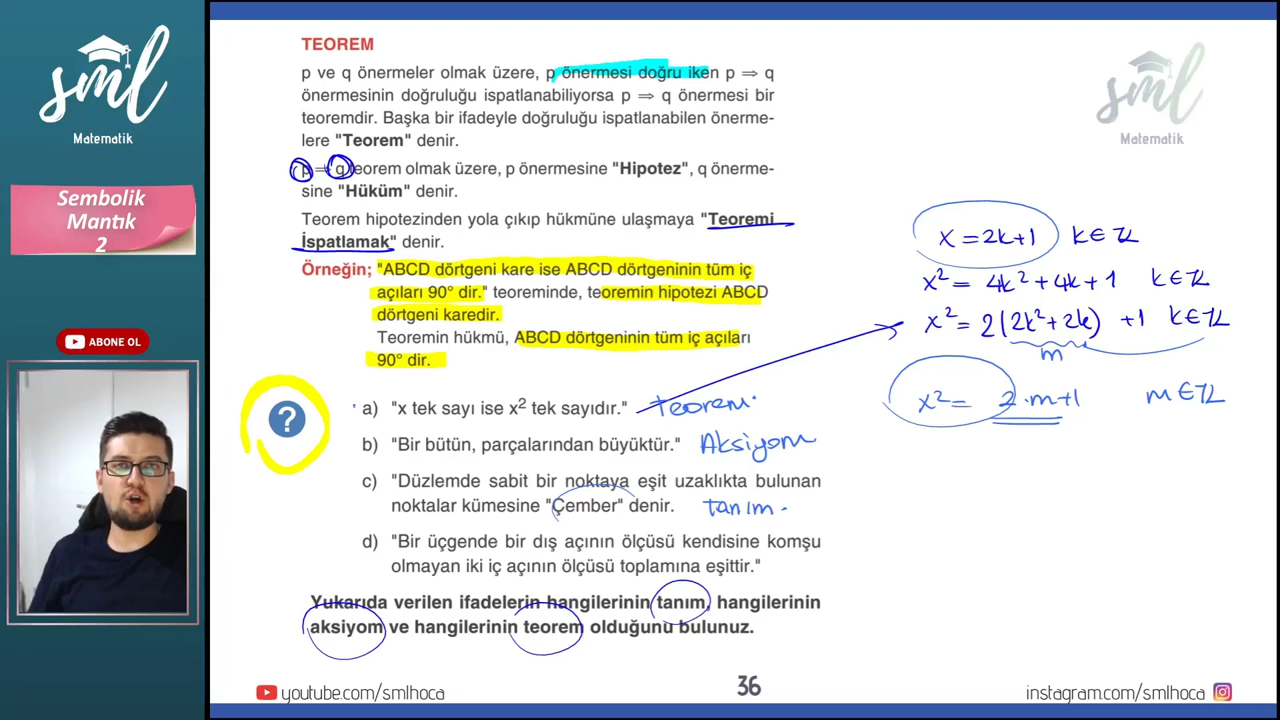 sml
Matematik
Sembolik
Mantık
2
ABONE OL
TEOREM
p ve q önermeler olmak üzere, p önermesi doğru iken p ⇒ q
önermesinin doğruluğu ispatlanabiliyorsa p ⇒ q önermesi bir
teoremdir. Başka bir ifadeyle doğruluğu ispatlanabilen önerme-
lere "Teorem" denir.
p ⇒ q teorem olmak üzere, p önermesine "Hipotez", q önerme-
sine "Hüküm" denir.
Teorem hipotezinden yola çıkıp hükmüne ulaşmaya "Teoremi
İspatlamak" denir.
Örneğin; "ABCD dörtgeni kare ise ABCD dörtgeninin tüm iç
açıları 90° dir." teoreminde, teoremin hipotezi ABCD
dörtgeni karedir.
Teoremin hükmü, ABCD dörtgeninin tüm iç açıları
90° dir.
?
a) "x tek sayı ise x² tek sayıdır." Teorem.
b) "Bir bütün, parçalarından büyüktür." Aksiyom
c) "Düzlemde sabit bir noktaya eşit uzaklıkta bulunan
noktalar kümesine "Çember" denir. tanım.
d) "Bir üçgende bir dış açının ölçüsü kendisine komşu
olmayan iki iç açının ölçüsü toplamına eşittir."
Yukarıda verilen ifadelerin hangilerinin tanım, hangilerinin
aksiyom ve hangilerinin teorem olduğunu bulunuz.
sml
Matematik
x = 2k+1 k∈ℤ
x² = 4k² + 4k + 1 k∈ℤ
x² = 2(2k² + 2k) + 1 k∈ℤ
m
x² = 2·m+1 m∈ℤ
youtube.com/smlhoca
36
instagram.com/smlhoca